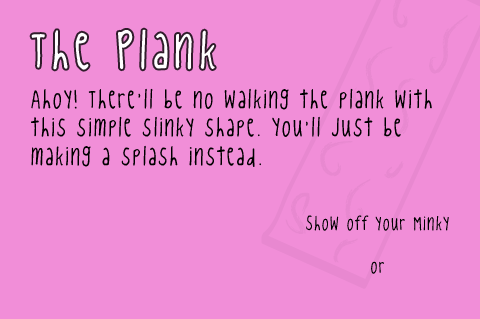 The Plank
Ahoy! There'll be no walking the plank with
this simple slinky shape. You'll just be
making a splash instead.
Show off your Minky
or